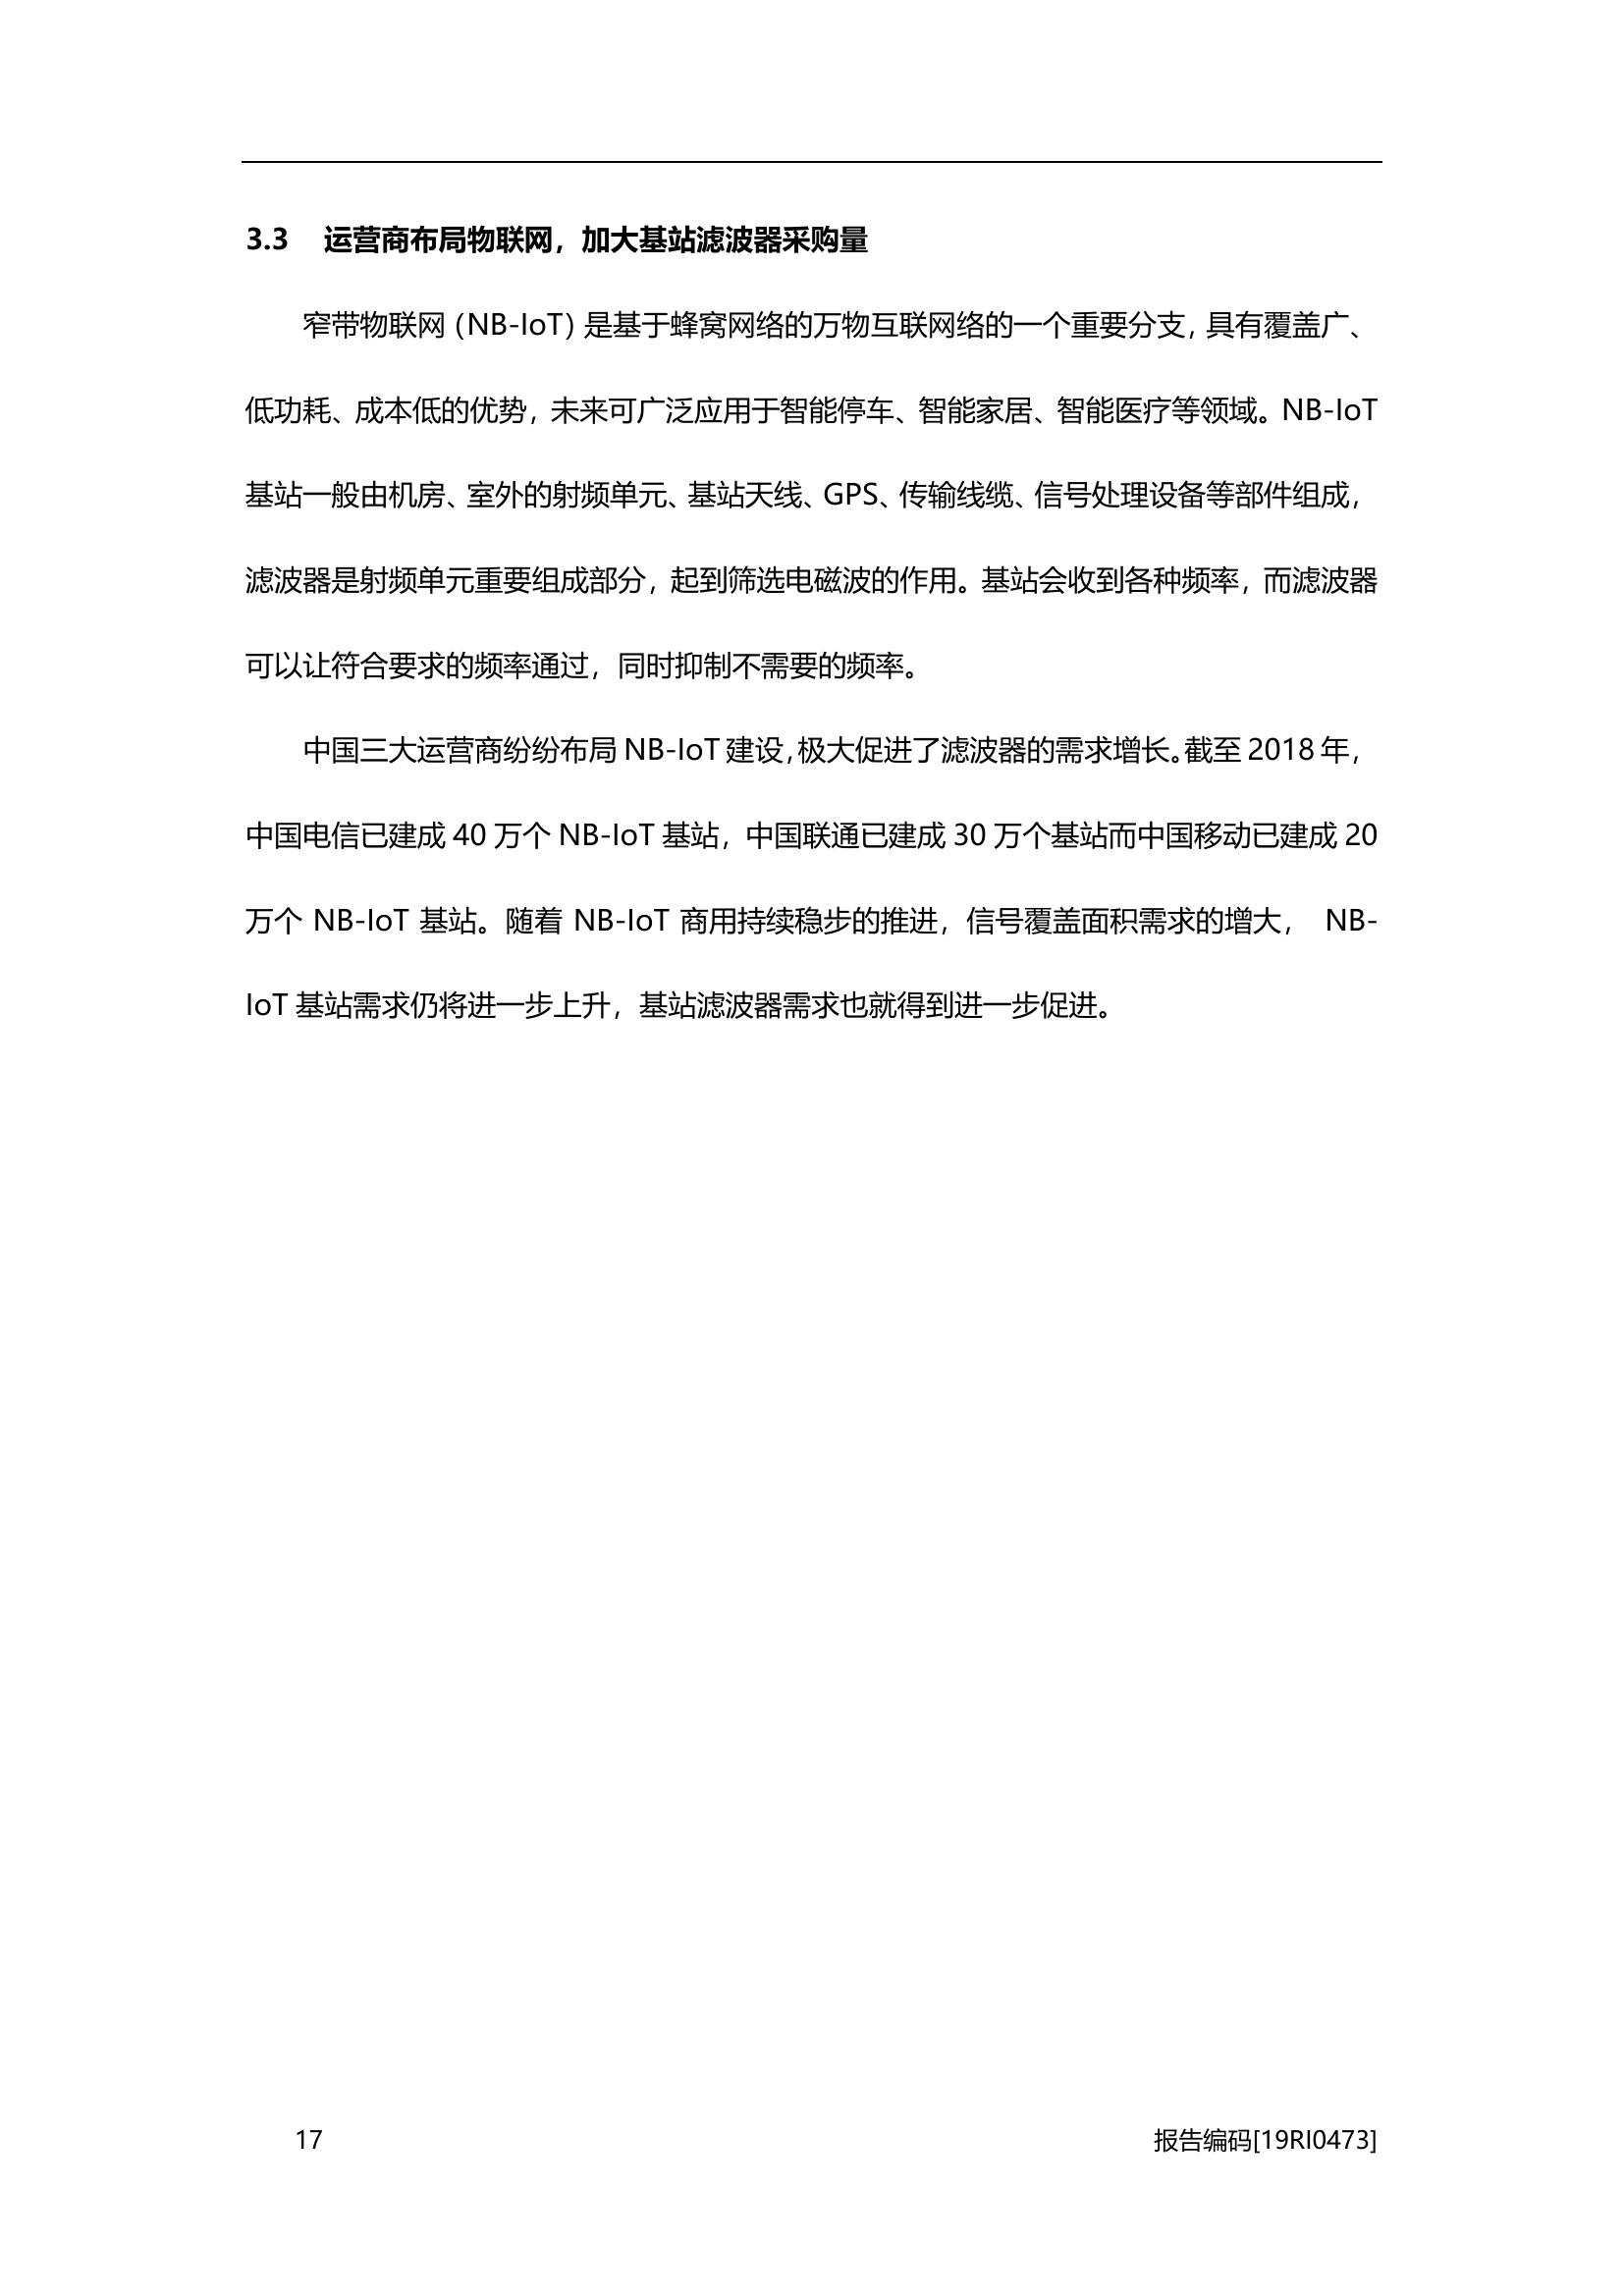 3.3 运营商布局物联网，加大基站滤波器采购量
窄带物联网（NB-IoT）是基于蜂窝网络的万物互联网络的一个重要分支，具有覆盖广、
低功耗、成本低的优势，未来可广泛应用于智能停车、智能家居、智能医疗等领域。NB-IoT
基站一般由机房、室外的射频单元、基站天线、GPS、传输线缆、信号处理设备等部件组成，
滤波器是射频单元重要组成部分，起到筛选电磁波的作用。基站会收到各种频率，而滤波器
可以让符合要求的频率通过，同时抑制不需要的频率。
中国三大运营商纷纷布局 NB-IoT 建设，极大促进了滤波器的需求增长。截至 2018 年，
中国电信已建成 40 万个 NB-IoT 基站，中国联通已建成 30 万个基站而中国移动已建成 20
万个 NB-IoT 基站。随着 NB-IoT 商用持续稳步的推进，信号覆盖面积需求的增大， NB-
IoT 基站需求仍将进一步上升，基站滤波器需求也就得到进一步促进。
17 报告编码[19RI0473]